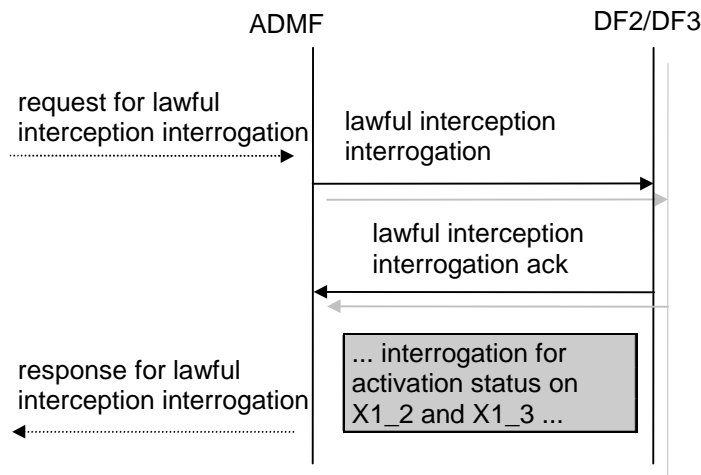 ADMF
DF2/DF3
request for lawful
interception interrogation
lawful interception
interrogation
lawful interception
interrogation ack
... interrogation for
activation status on
X1_2 and X1_3 ...
response for lawful
interception interrogation